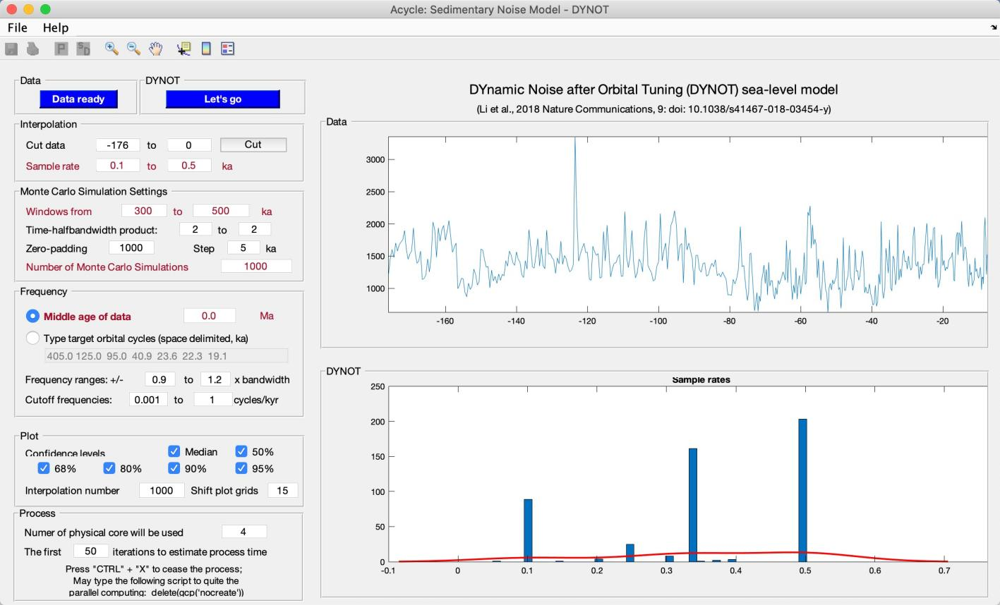 Acycle: Sedimentary Noise Model - DYNOT
File Help
Data
Data ready
DYNOT
Let's go
Interpolation
Cut data -176 to 0 Cut
Sample rate 0.1 to 0.5 ka
Monte Carlo Simulation Settings
Windows from 300 to 500 ka
Time-halfbandwidth product: 2 to 2
Zero-padding 1000 Step 5 ka
Number of Monte Carlo Simulations 1000
Frequency
Middle age of data 0.0 Ma
Type target orbital cycles (space delimited, ka)
405.0 125.0 95.0 40.9 23.6 22.3 19.1
Frequency ranges: +/- 0.9 to 1.2 x bandwidth
Cutoff frequencies: 0.001 to 1 cycles/kyr
Plot
Confidence levels Median 50%
68% 80% 90% 95%
Interpolation number 1000 Shift plot grids 15
Process
Numer of physical core will be used 4
The first 50 iterations to estimate process time
Press "CTRL" + "X" to cease the process;
May type the following script to quite the
parallel computing: delete(gcp('nocreate'))
DYnamic Noise after Orbital Tuning (DYNOT) sea-level model
(Li et al., 2018 Nature Communications, 9: doi: 10.1038/s41467-018-03454-y)
Data
3000
2500
2000
1500
1000
-160 -140 -120 -100 -80 -60 -40 -20
DYNOT
Sample rates
250
200
150
100
50
0
-0.1 0 0.1 0.2 0.3 0.4 0.5 0.6 0.7